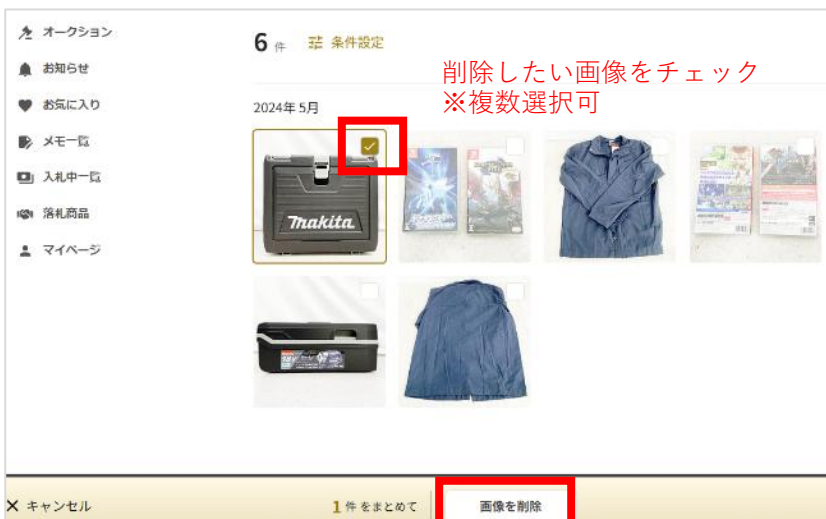 オークション
お知らせ
お気に入り
メモ一覧
入札中一覧
落札商品
マイページ
6 件 条件設定
削除したい画像をチェック
※複数選択可
2024年 5月
makita
キャンセル
1 件 をまとめて
画像を削除